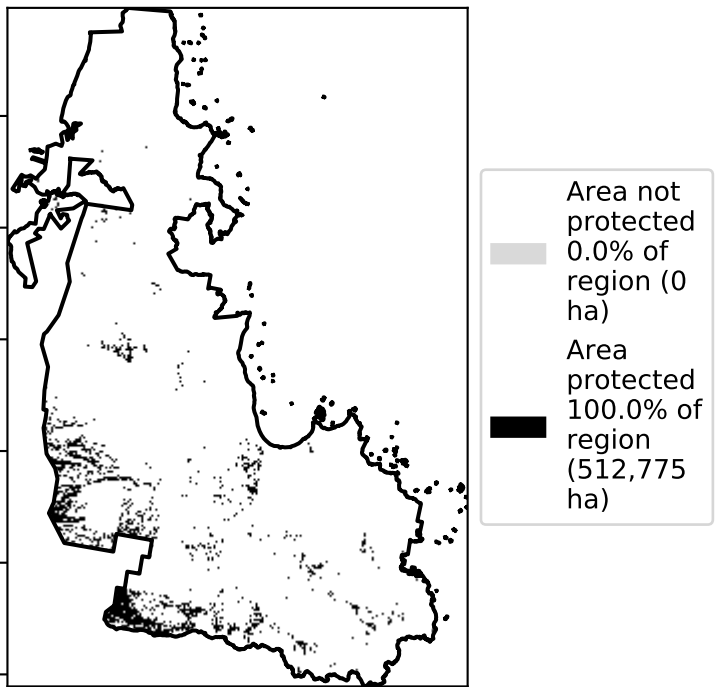 Area not
protected
0.0% of
region (0
ha)
Area
protected
100.0% of
region
(512,775
ha)